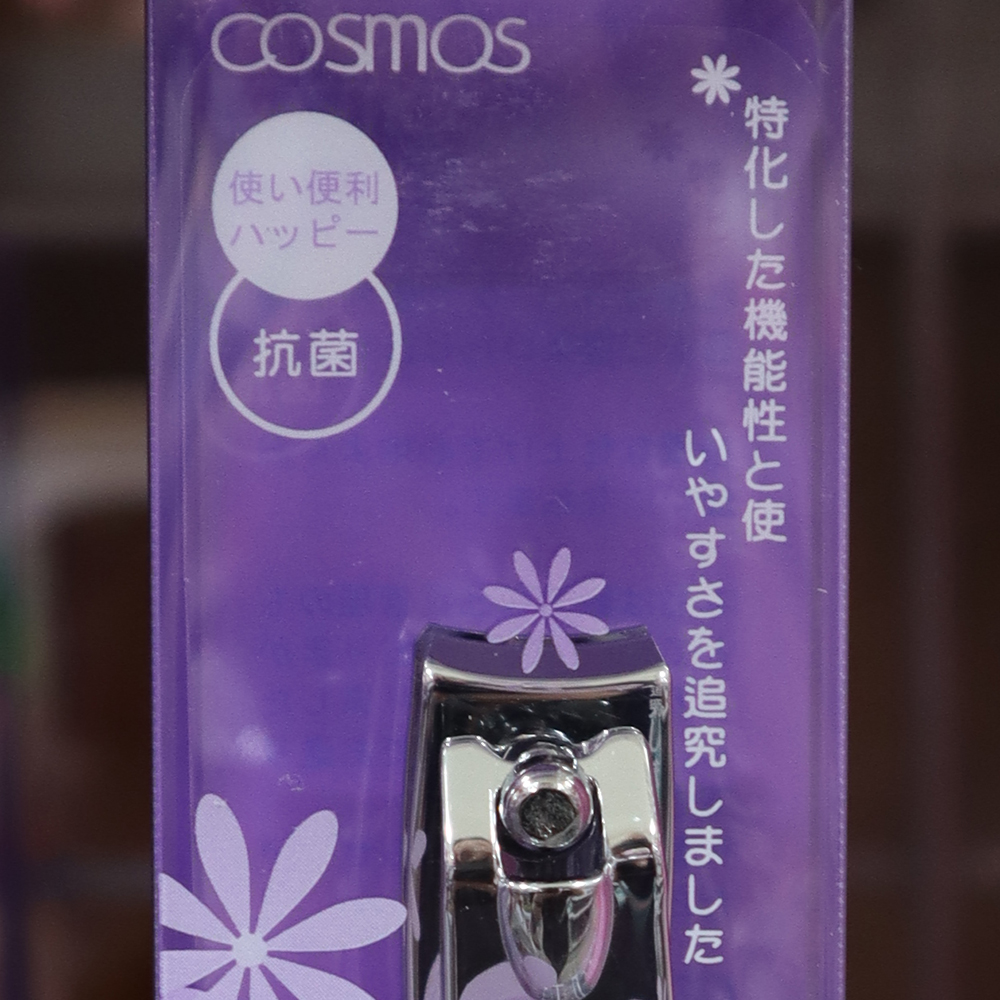 COSMOS
使い便利
ハッピー
抗菌
特化した機能性と使
いやすさを追究しました